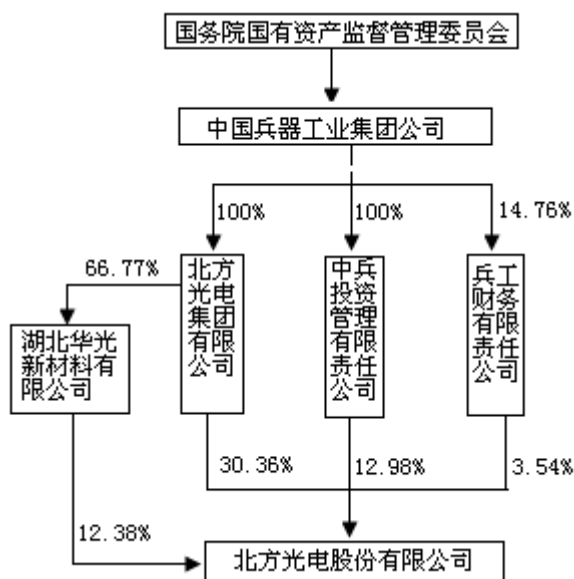 国务院国有资产监督管理委员会
中国兵器工业集团公司
100%
100%
14.76%
66.77%
北方
光电
集团
有限
公司
中兵
投资
管理
有限
责任
公司
兵工
财务
有限
责任
公司
湖北华光
新材料有
限公司
30.36%
12.98%
3.54%
12.38%
北方光电股份有限公司